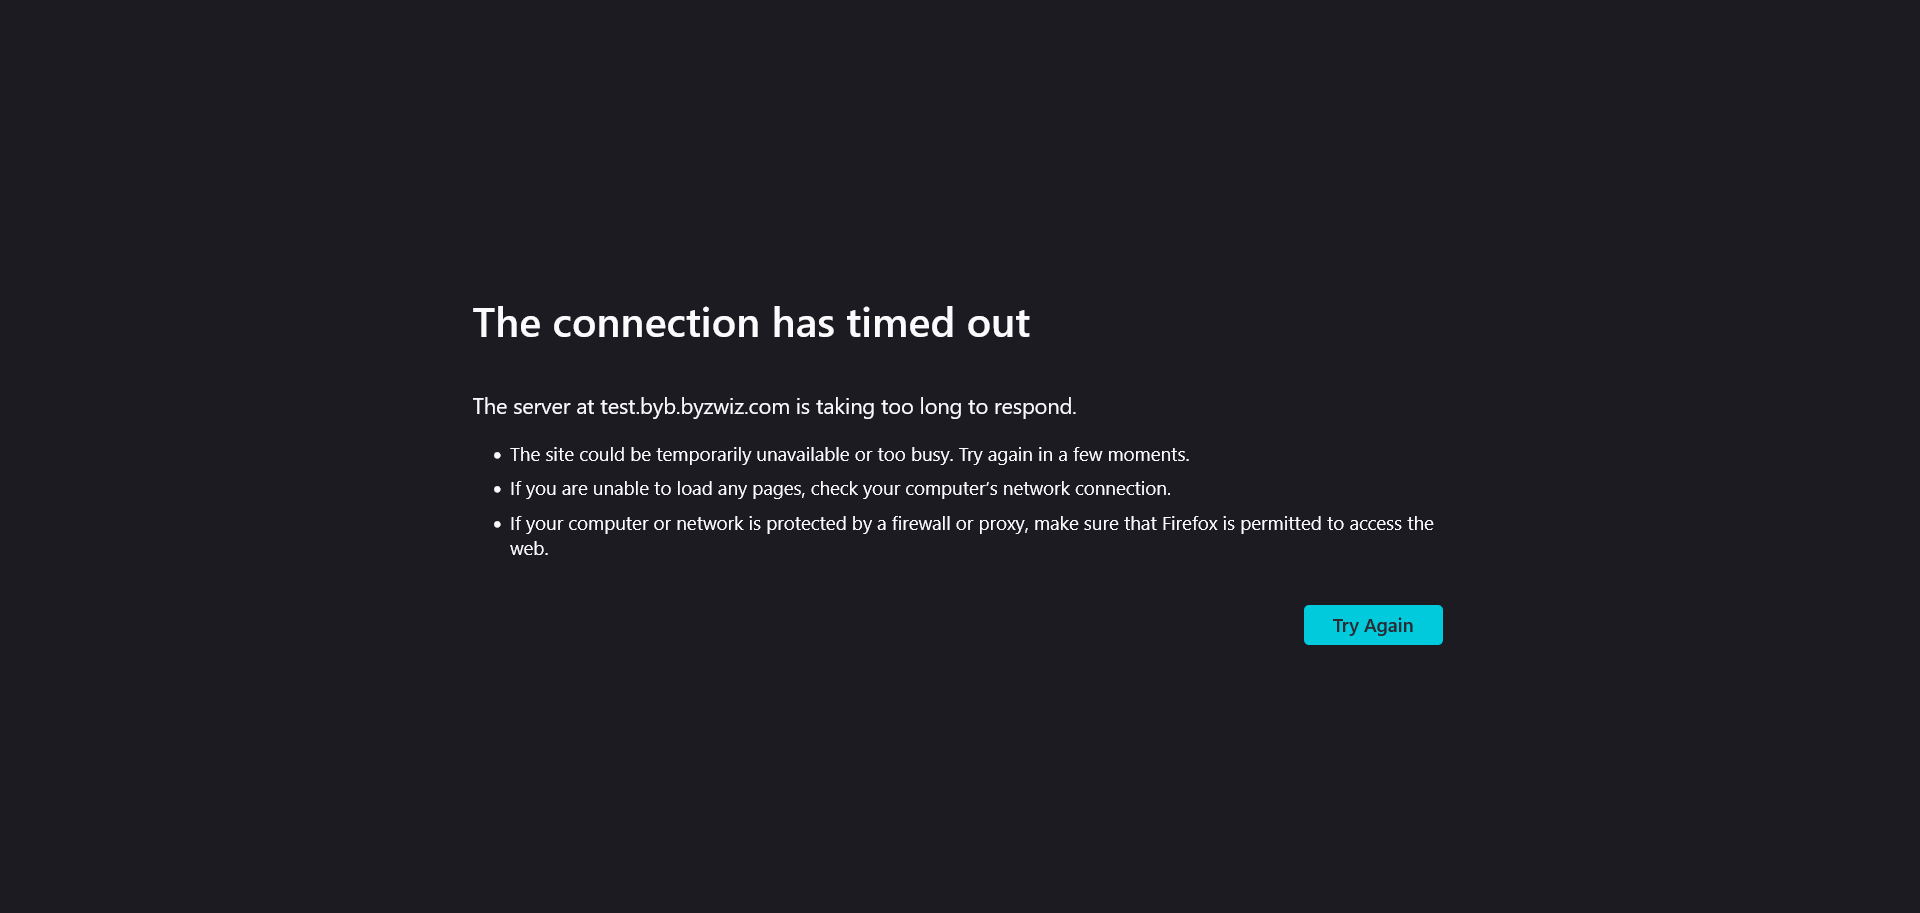 The connection has timed out
The server at test.byb.byzwiz.com is taking too long to respond.
• The site could be temporarily unavailable or too busy. Try again in a few moments.
• If you are unable to load any pages, check your computer’s network connection.
• If your computer or network is protected by a firewall or proxy, make sure that Firefox is permitted to access the
web.
Try Again